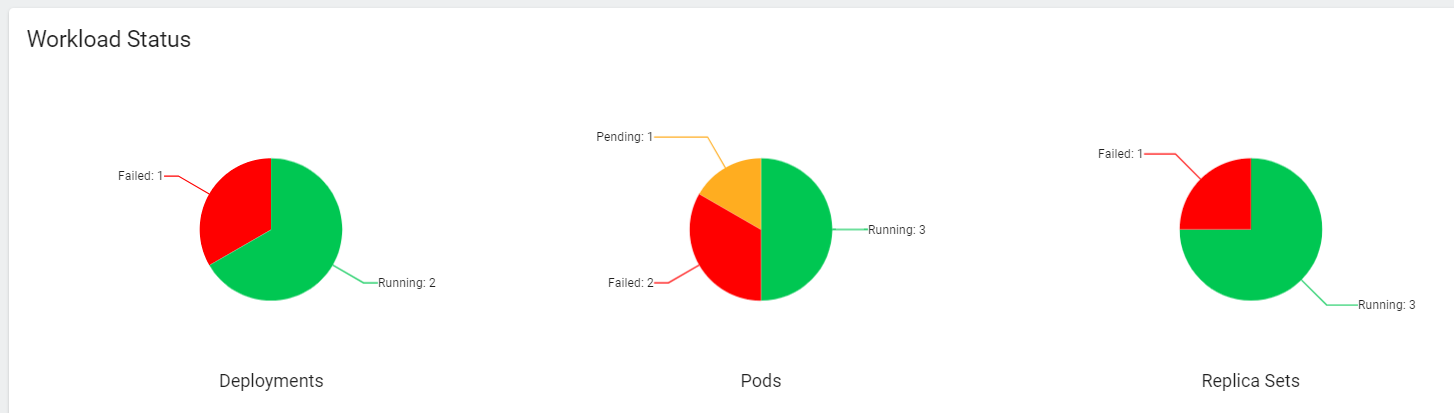 Workload Status
Failed: 1
Running: 2
Deployments
Pending: 1
Running: 3
Failed: 2
Pods
Failed: 1
Running: 3
Replica Sets